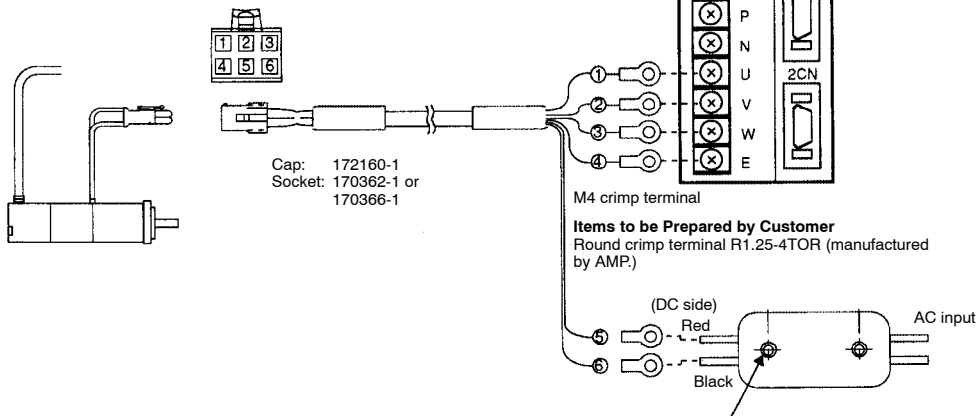 P
N
U
V
W
E
2CN
1 2 3
4 5 6
1
2
3
4
Cap: 172160-1
Socket: 170362-1 or
170366-1
M4 crimp terminal
Items to be Prepared by Customer
Round crimp terminal R1.25-4TOR (manufactured
by AMP.)
(DC side)
Red
AC input
5
6
Black